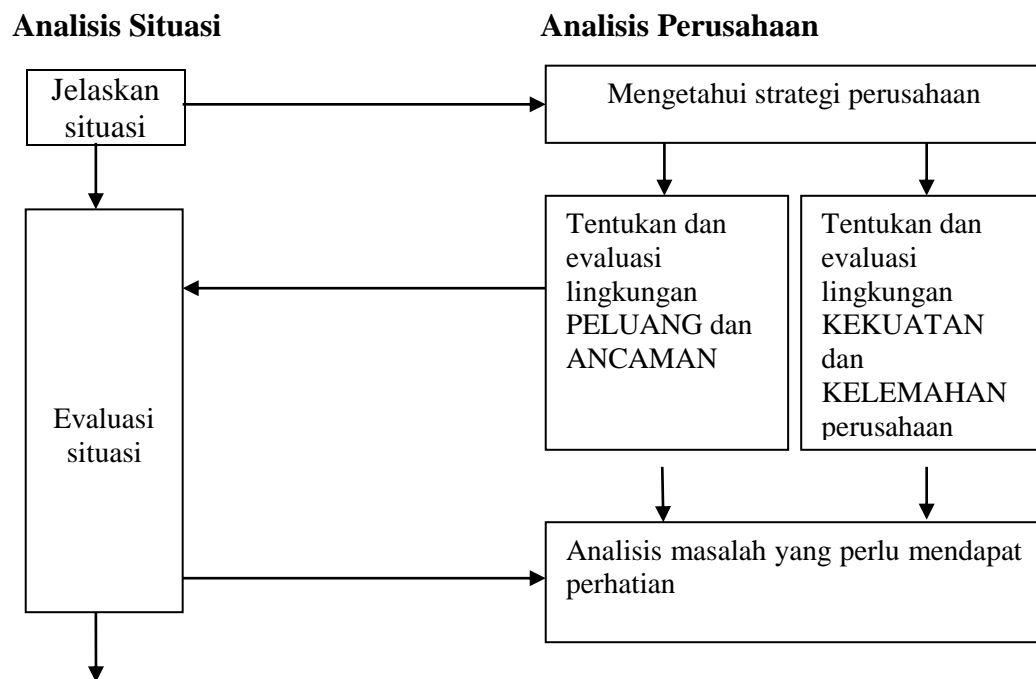 Analisis Situasi
Analisis Perusahaan
Jelaskan
situasi
Mengetahui strategi perusahaan
Tentukan dan
evaluasi
lingkungan
PELUANG dan
ANCAMAN
Tentukan dan
evaluasi
lingkungan
KEKUATAN
dan
KELEMAHAN
perusahaan
Evaluasi
situasi
Analisis masalah yang perlu mendapat
perhatian